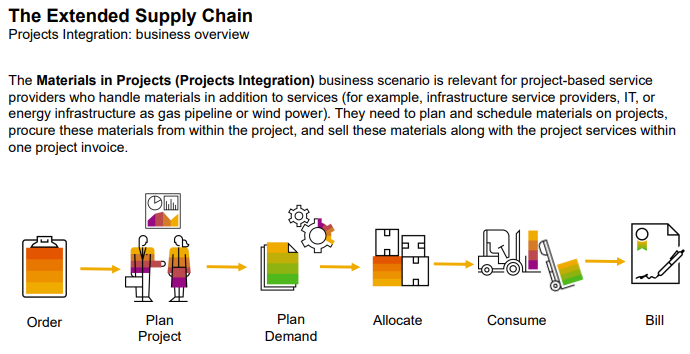 The Extended Supply Chain
Projects Integration: business overview
The Materials in Projects (Projects Integration) business scenario is relevant for project-based service
providers who handle materials in addition to services (for example, infrastructure service providers, IT, or
energy infrastructure as gas pipeline or wind power). They need to plan and schedule materials on projects,
procure these materials from within the project, and sell these materials along with the project services within
one project invoice.
Order
Plan
Project
Plan
Demand
Allocate
Consume
Bill